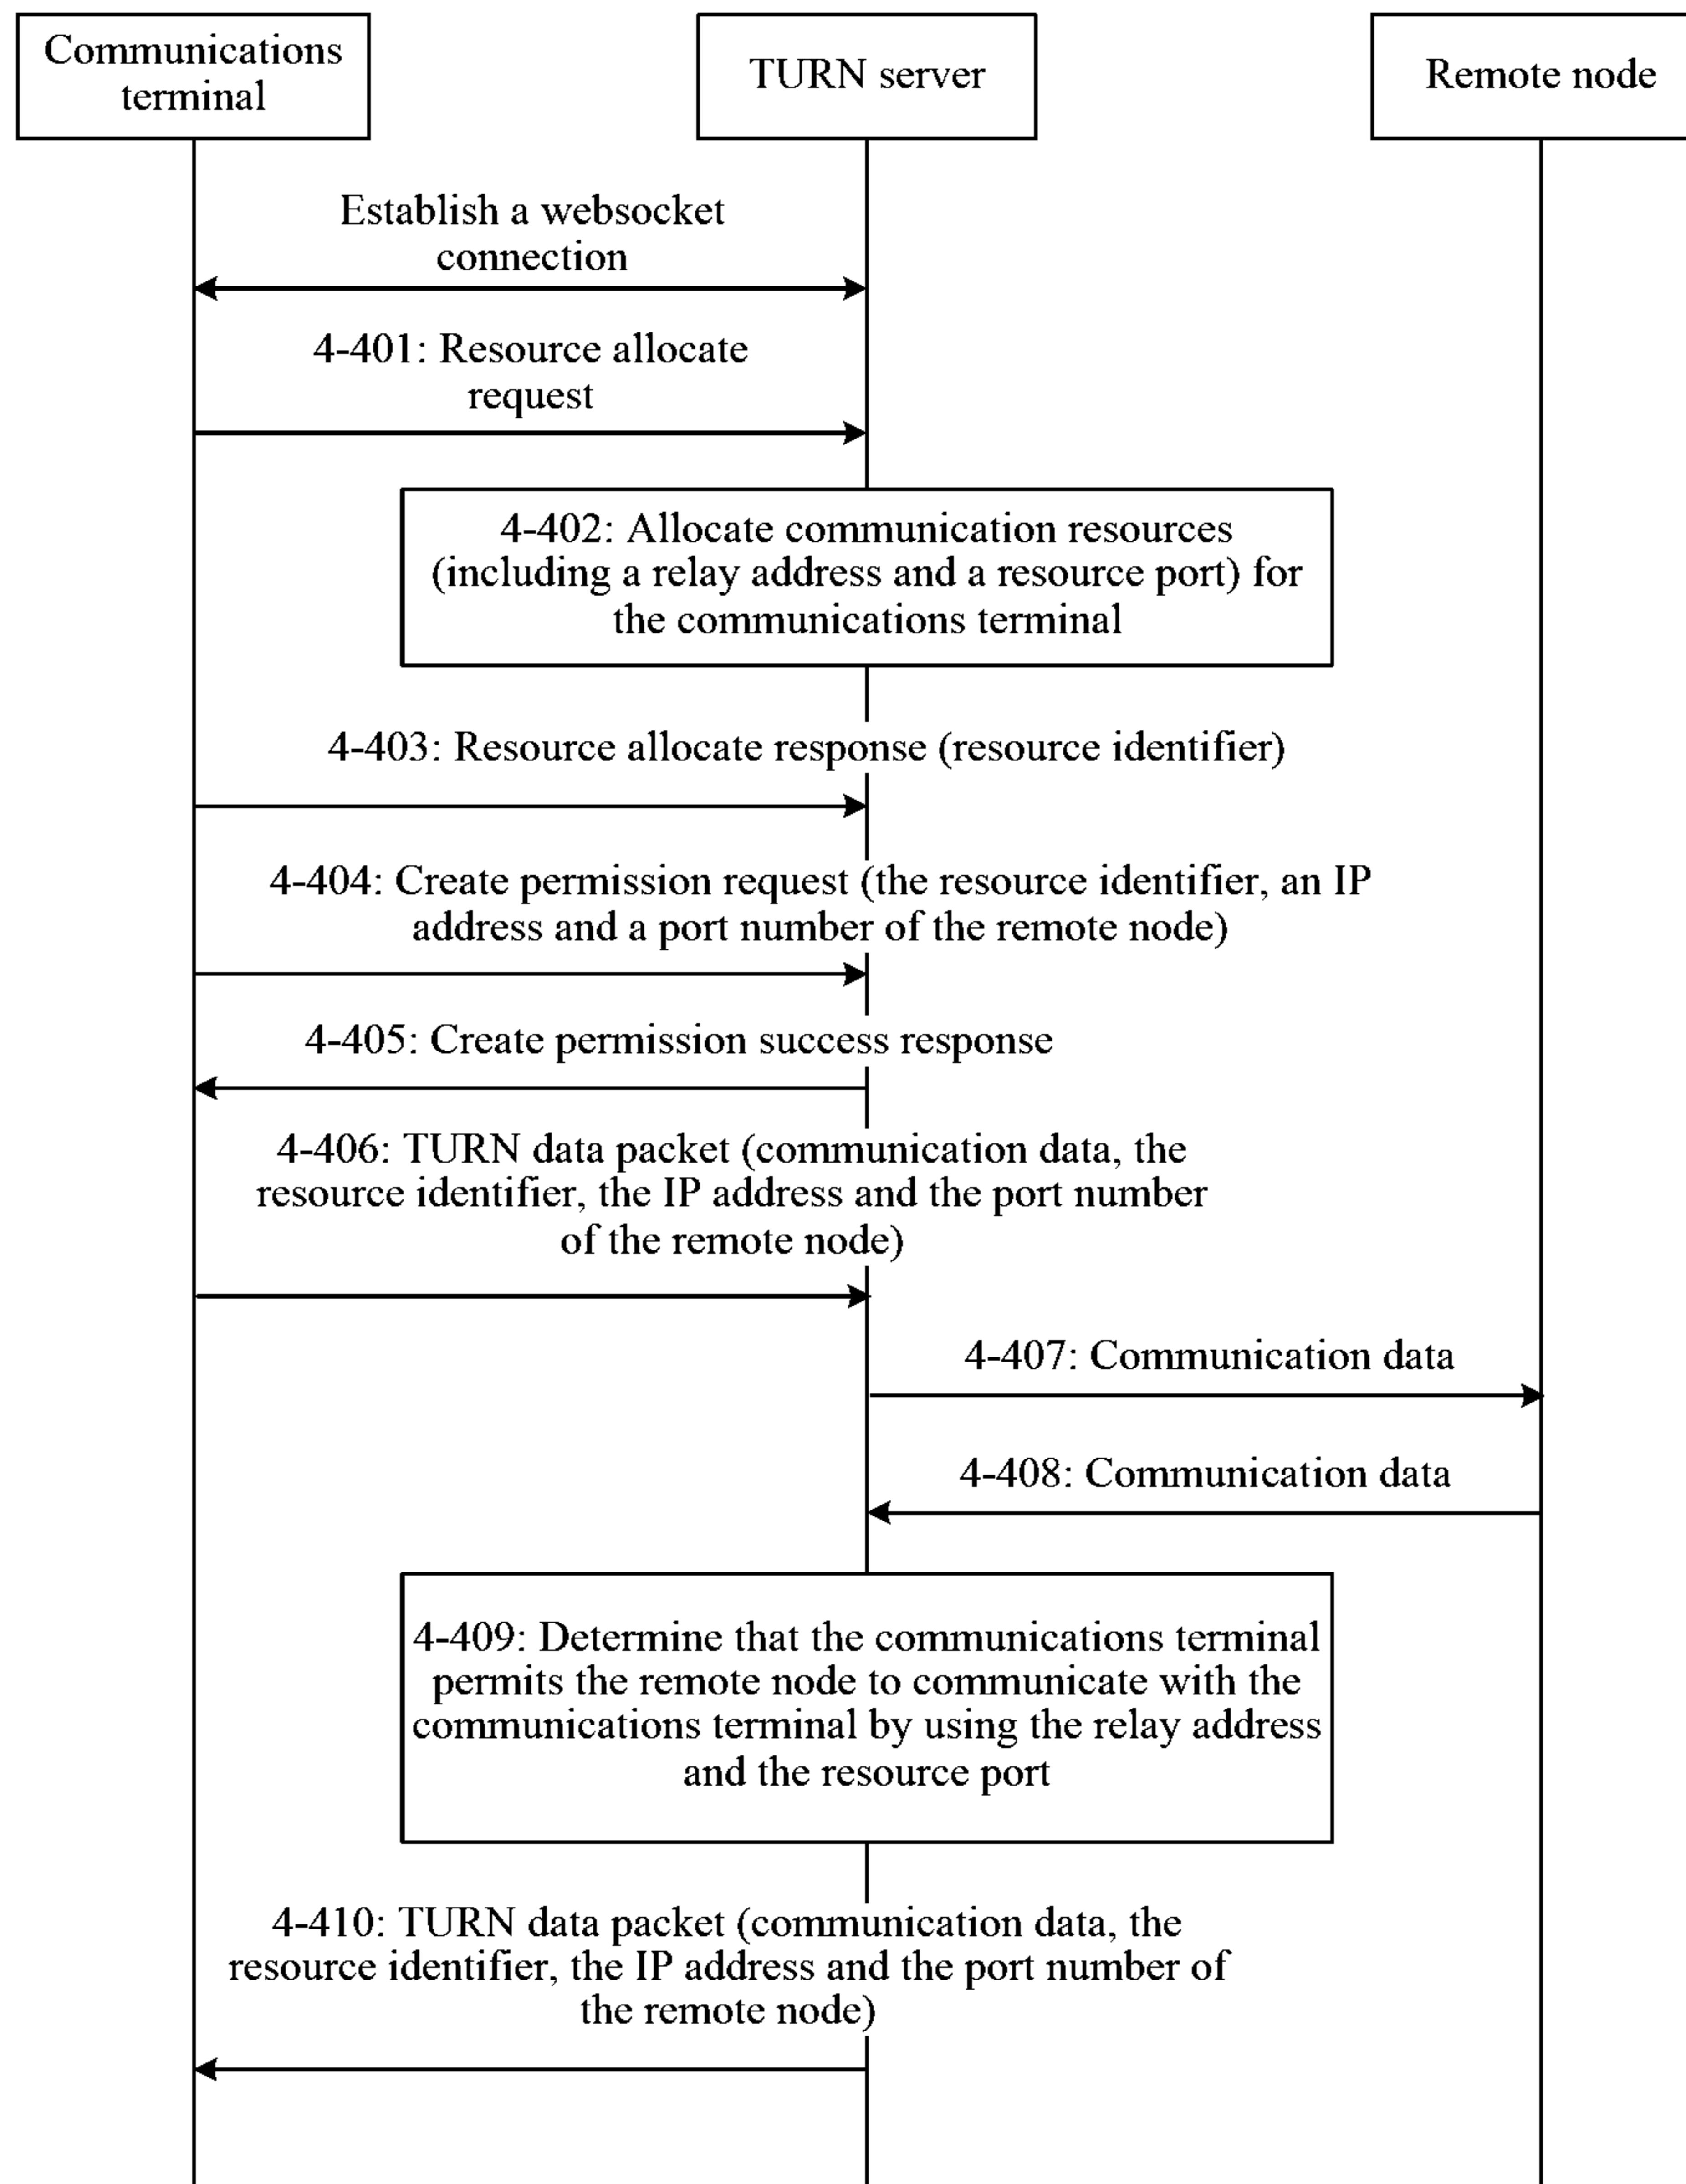 Communications
terminal
TURN server
Remote node
Establish a websocket
connection
4-401: Resource allocate
request
4-402: Allocate communication resources
(including a relay address and a resource port) for
the communications terminal
4-403: Resource allocate response (resource identifier)
4-404: Create permission request (the resource identifier, an IP
address and a port number of the remote node)
4-405: Create permission success response
4-406: TURN data packet (communication data, the
resource identifier, the IP address and the port number
of the remote node)
4-407: Communication data
4-408: Communication data
4-409: Determine that the communications terminal
permits the remote node to communicate with the
communications terminal by using the relay address
and the resource port
4-410: TURN data packet (communication data, the
resource identifier, the IP address and the port number of
the remote node)